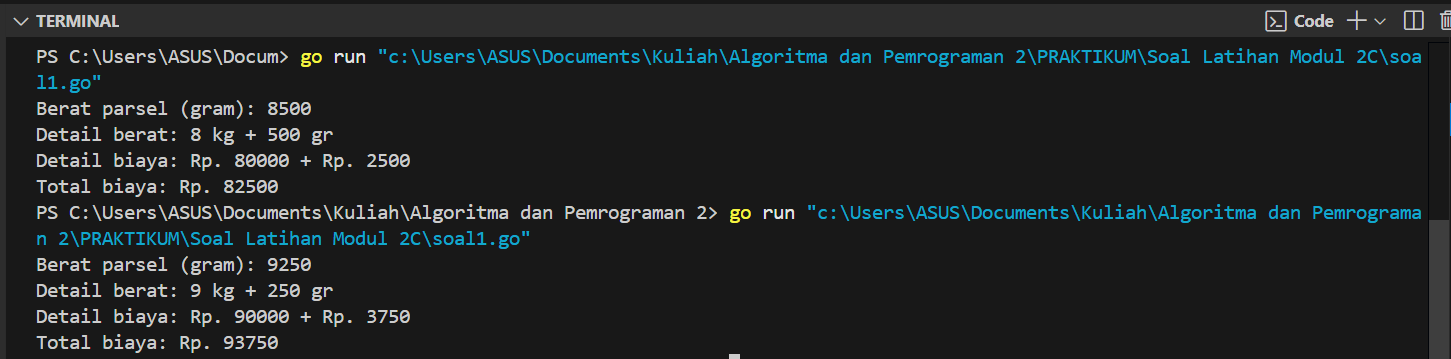 TERMINAL
Code
PS C:\Users\ASUS\Docum> go run "c:\Users\ASUS\Documents\Kuliah\Algoritma dan Pemrograman 2\PRAKTIKUM\Soal Latihan Modul 2C\soa
l1.go"
Berat parsel (gram): 8500
Detail berat: 8 kg + 500 gr
Detail biaya: Rp. 80000 + Rp. 2500
Total biaya: Rp. 82500
PS C:\Users\ASUS\Documents\Kuliah\Algoritma dan Pemrograman 2> go run "c:\Users\ASUS\Documents\Kuliah\Algoritma dan Pemrograma
n 2\PRAKTIKUM\Soal Latihan Modul 2C\soal1.go"
Berat parsel (gram): 9250
Detail berat: 9 kg + 250 gr
Detail biaya: Rp. 90000 + Rp. 3750
Total biaya: Rp. 93750